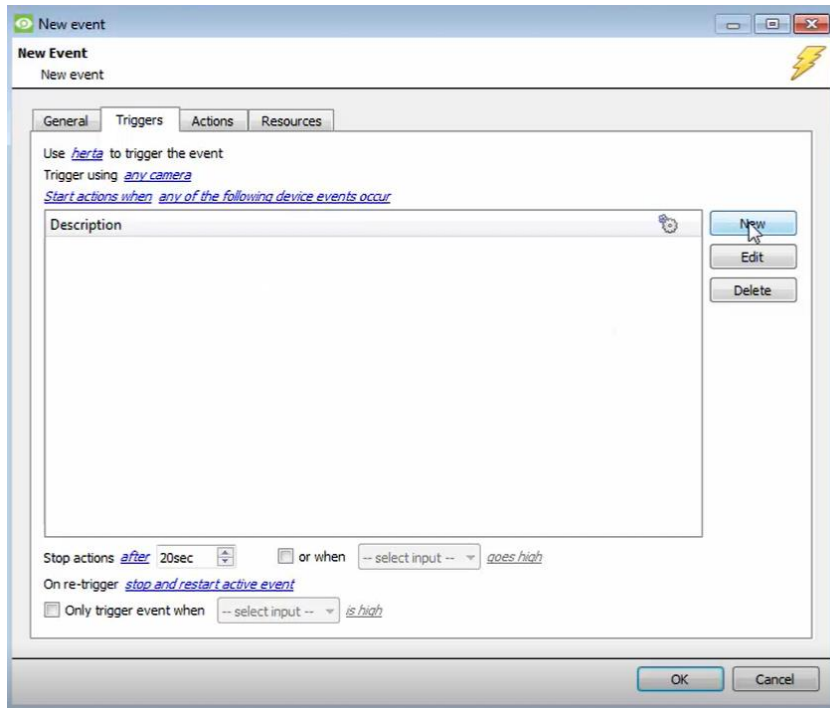 New event
New Event
New event
General Triggers Actions Resources
Use herta to trigger the event
Trigger using any camera
Start actions when any of the following device events occur
Description
New
Edit
Delete
Stop actions after 20sec or when -- select input -- goes high
On re-trigger stop and restart active event
Only trigger event when -- select input -- is high
OK Cancel